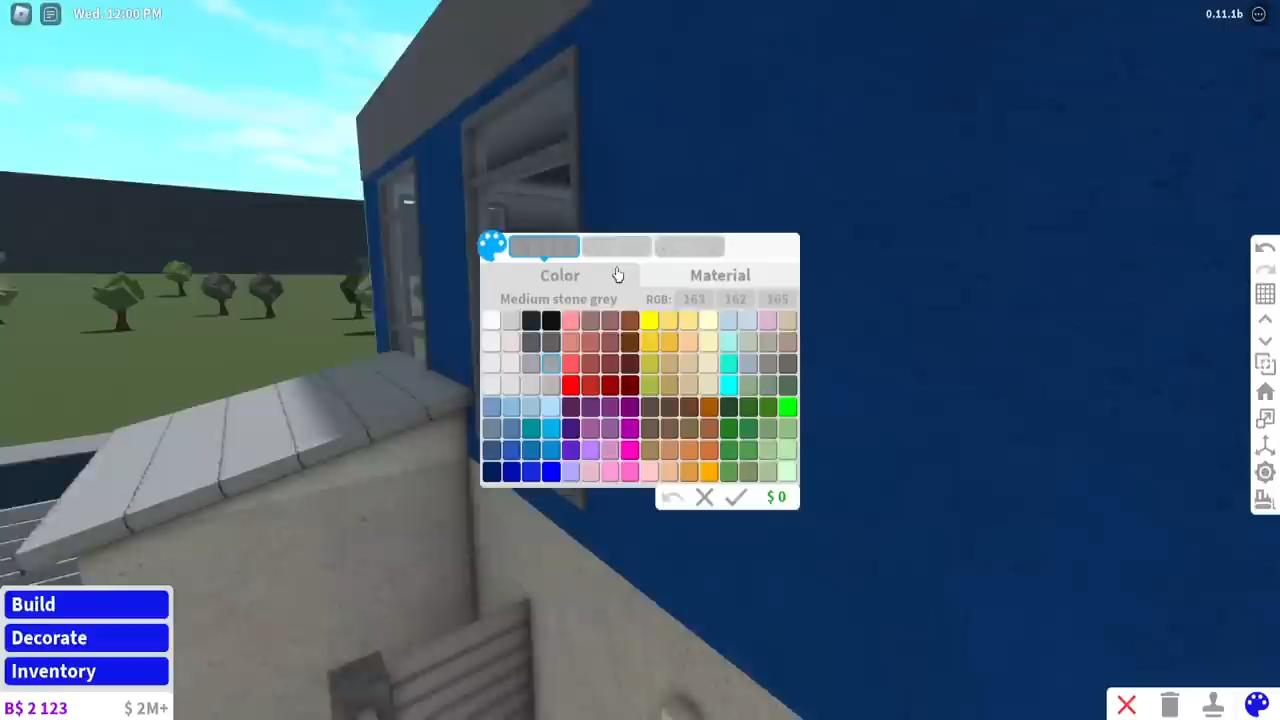 Wed. 12:00 PM
0.11.1b
Color
Material
Medium stone grey
RGB: 163 162 165
$ 0
Build
Decorate
Inventory
B$ 2 123
$ 2M+